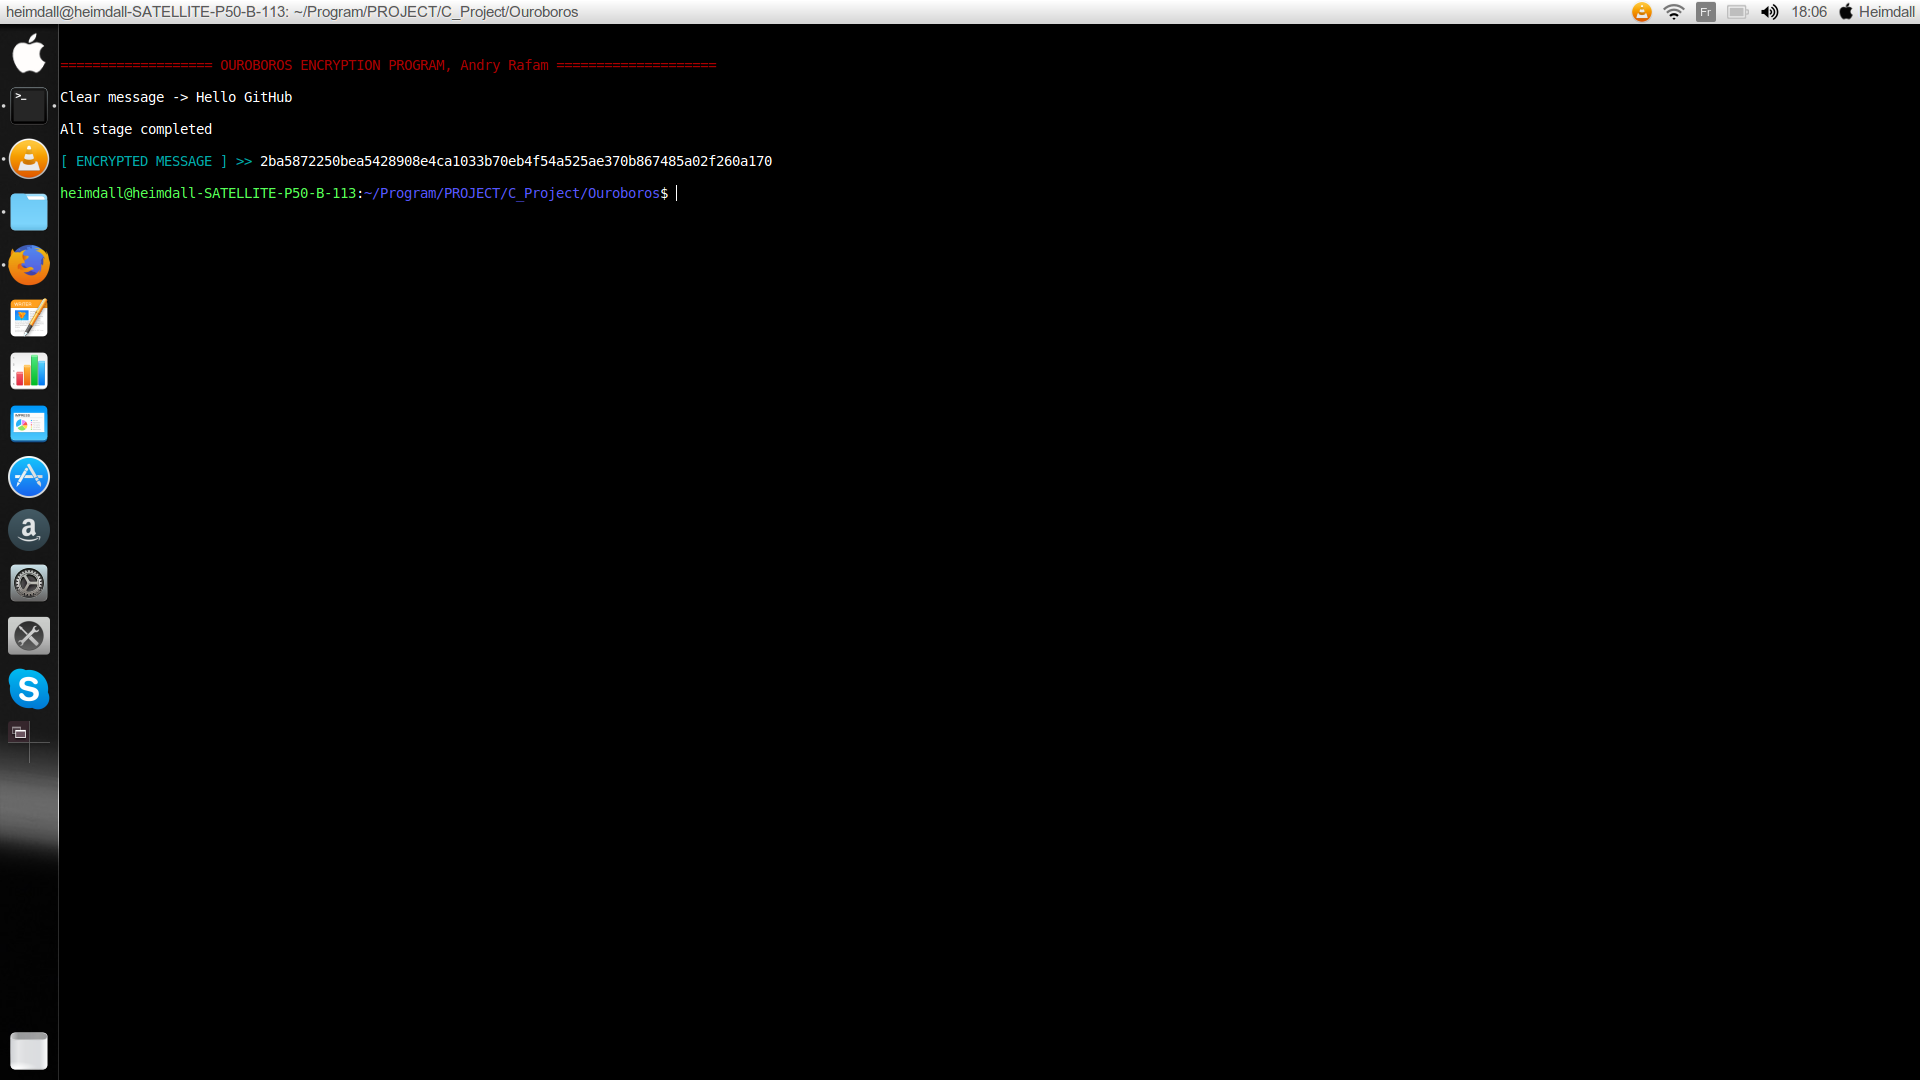 heimdall@heimdall-SATELLITE-P50-B-113: ~/Program/PROJECT/C_Project/Ouroboros
Fr
18:06
Heimdall
=================== OUROBOROS ENCRYPTION PROGRAM, Andry Rafam ====================
Clear message -> Hello GitHub
All stage completed
[ ENCRYPTED MESSAGE ] >> 2ba5872250bea5428908e4ca1033b70eb4f54a525ae370b867485a02f260a170
heimdall@heimdall-SATELLITE-P50-B-113:~/Program/PROJECT/C_Project/Ouroboros$